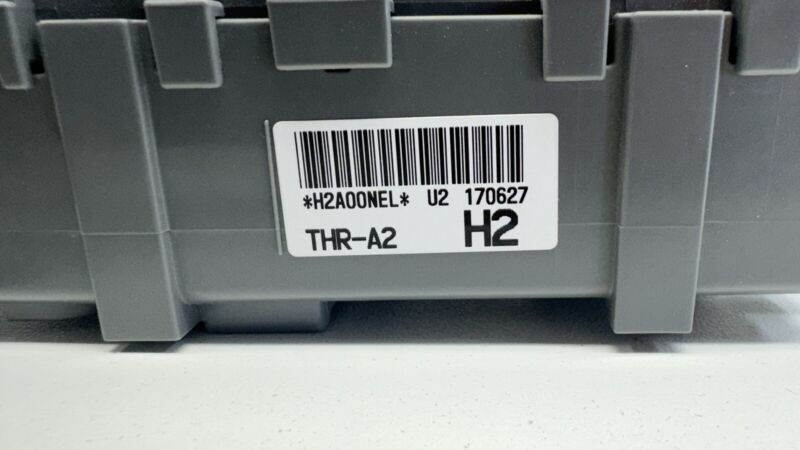 *H2A00NEL* U2 170627
THR-A2 H2